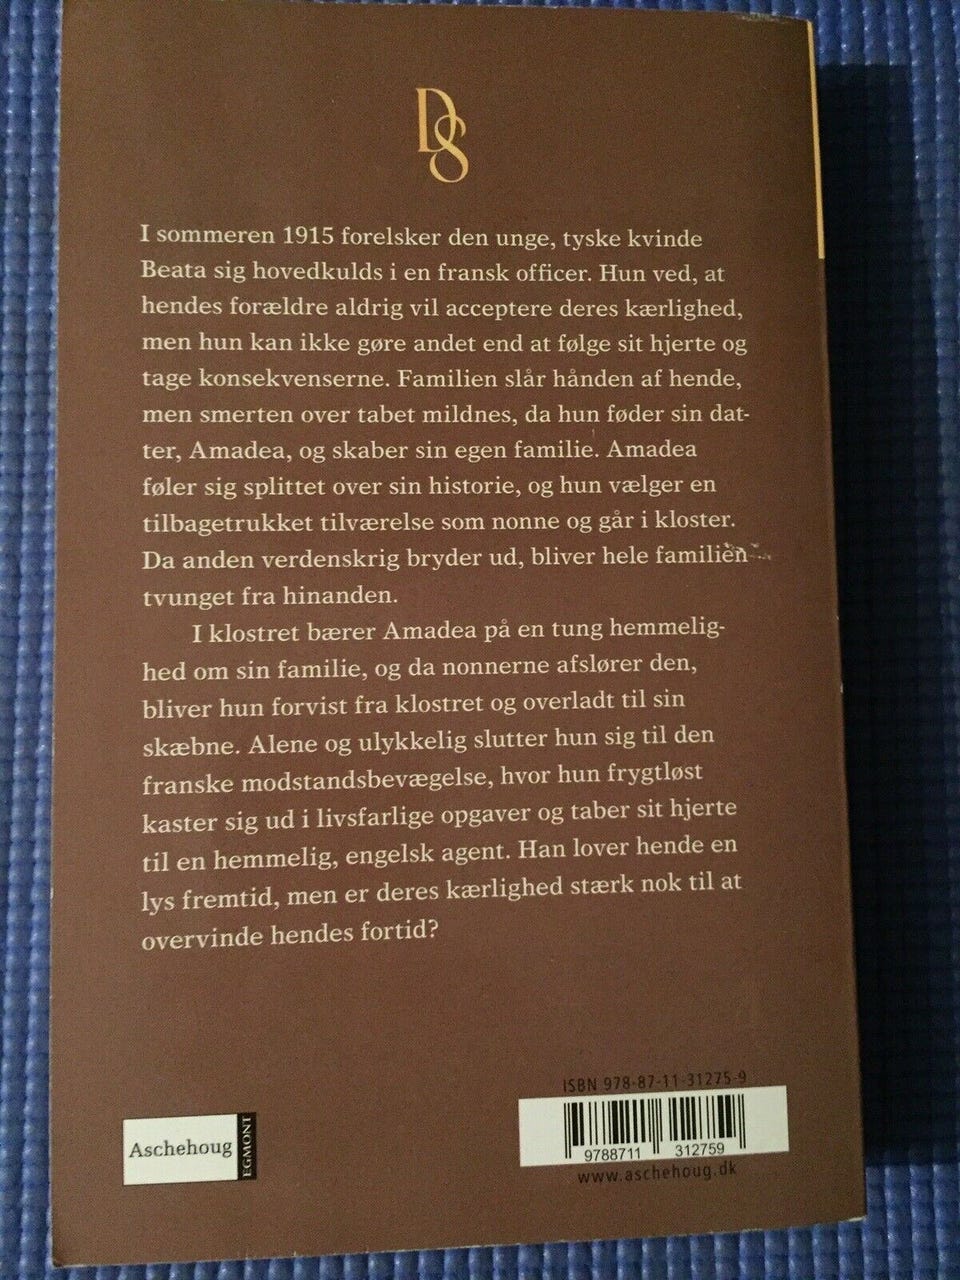 DS
I sommeren 1915 forelsker den unge, tyske kvinde
Beata sig hovedkulds i en fransk officer. Hun ved, at
hendes forældre aldrig vil acceptere deres kærlighed,
men hun kan ikke gøre andet end at følge sit hjerte og
tage konsekvenserne. Familien slår hånden af hende,
men smerten over tabet mildnes, da hun føder sin dat-
ter, Amadea, og skaber sin egen familie. Amadea
føler sig splittet over sin historie, og hun vælger en
tilbagetrukket tilværelse som nonne og går i kloster.
Da anden verdenskrig bryder ud, bliver hele familien
tvunget fra hinanden.
I klostret bærer Amadea på en tung hemmelig-
hed om sin familie, og da nonnerne afslører den,
bliver hun forvist fra klostret og overladt til sin
skæbne. Alene og ulykkelig slutter hun sig til den
franske modstandsbevægelse, hvor hun frygtløst
kaster sig ud i livsfarlige opgaver og taber sit hjerte
til en hemmelig, engelsk agent. Han lover hende en
lys fremtid, men er deres kærlighed stærk nok til at
overvinde hendes fortid?
ISBN 978-87-11-31275-9
9788711 312759
www.aschehoug.dk
Aschehoug
EGMONT